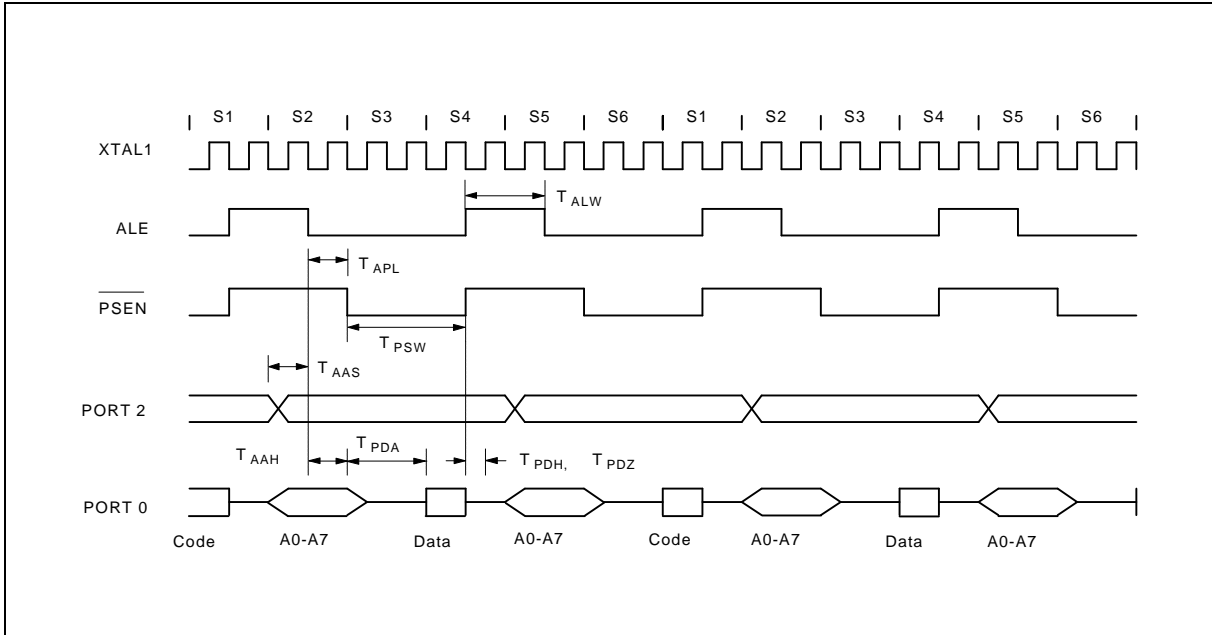 S1 S2 S3 S4 S5 S6 S1 S2 S3 S4 S5 S6
XTAL1
T ALW
ALE
T APL
PSEN
T PSW
T AAS
PORT 2
T AAH T PDA T PDH, T PDZ
PORT 0
Code A0-A7 Data A0-A7 Code A0-A7 Data A0-A7